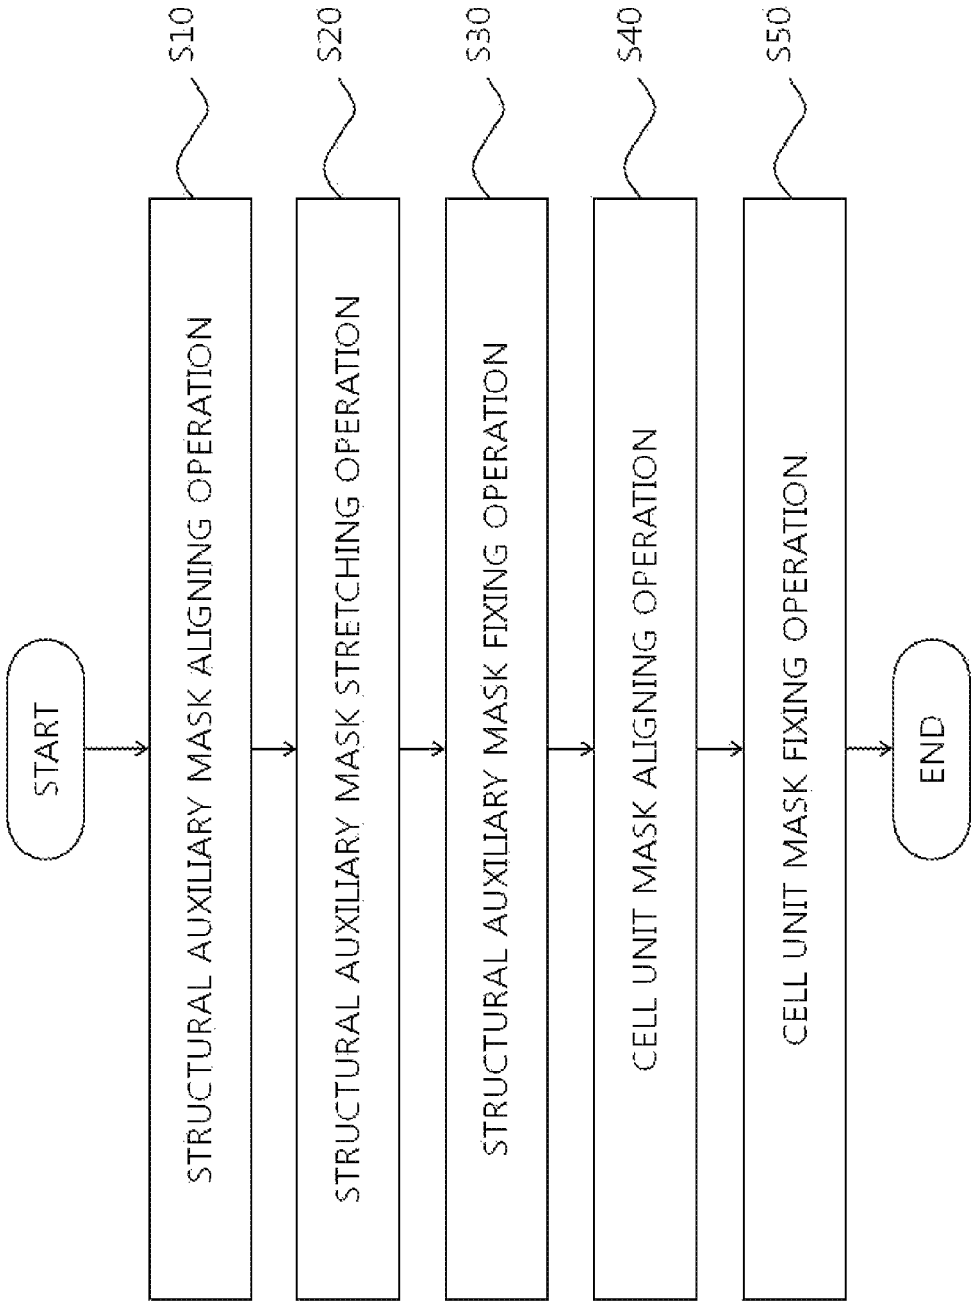 START
STRUCTURAL AUXILIARY MASK ALIGNING OPERATION
S10
STRUCTURAL AUXILIARY MASK STRETCHING OPERATION
S20
STRUCTURAL AUXILIARY MASK FIXING OPERATION
S30
CELL UNIT MASK ALIGNING OPERATION
S40
CELL UNIT MASK FIXING OPERATION
S50
END